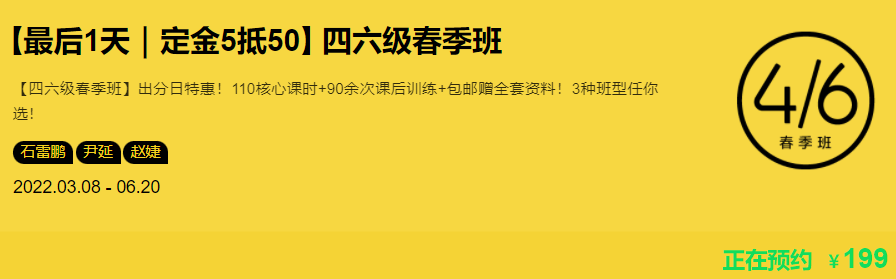 【最后1天｜定金5抵50】四六级春季班
【四六级春季班】出分日特惠！110核心课时+90余次课后训练+包邮赠全套资料！3种班型任你
选！
石雷鹏 尹延 赵婕
2022.03.08 - 06.20
4/6
春季班
正在预约 ￥199